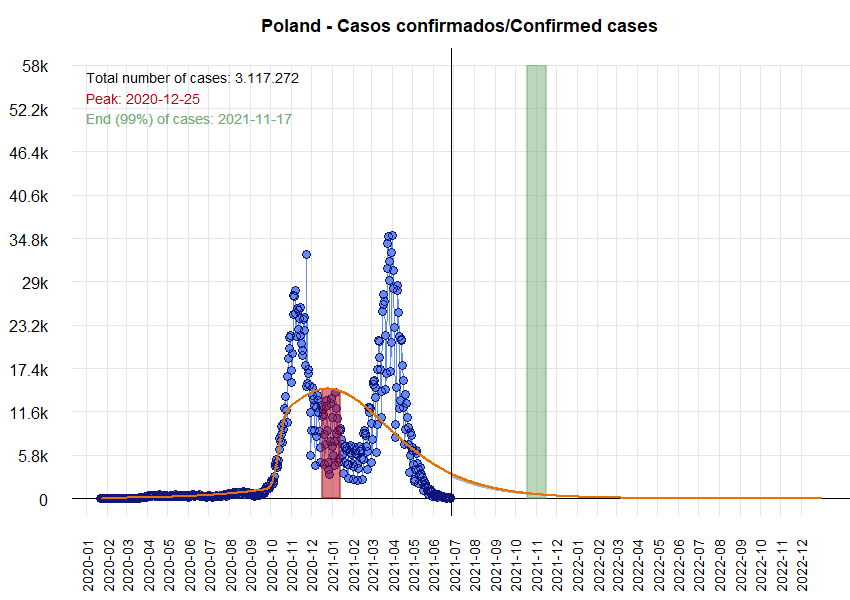 Poland - Casos confirmados/Confirmed cases
58k
Total number of cases: 3.117.272
Peak: 2020-12-25
End (99%) of cases: 2021-11-17
52.2k
46.4k
40.6k
34.8k
29k
23.2k
17.4k
11.6k
5.8k
0
2020-01
2020-02
2020-03
2020-04
2020-05
2020-06
2020-07
2020-08
2020-09
2020-10
2020-11
2020-12
2021-01
2021-02
2021-03
2021-04
2021-05
2021-06
2021-07
2021-08
2021-09
2021-10
2021-11
2021-12
2022-01
2022-02
2022-03
2022-04
2022-05
2022-06
2022-07
2022-08
2022-09
2022-10
2022-11
2022-12